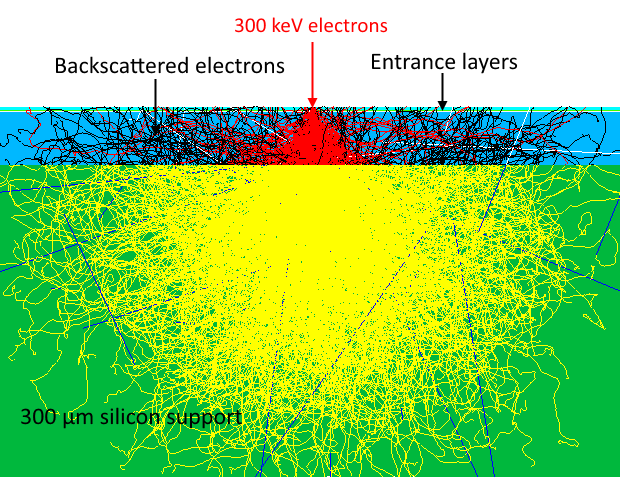 300 keV electrons
Backscattered electrons
Entrance layers
300 µm silicon support